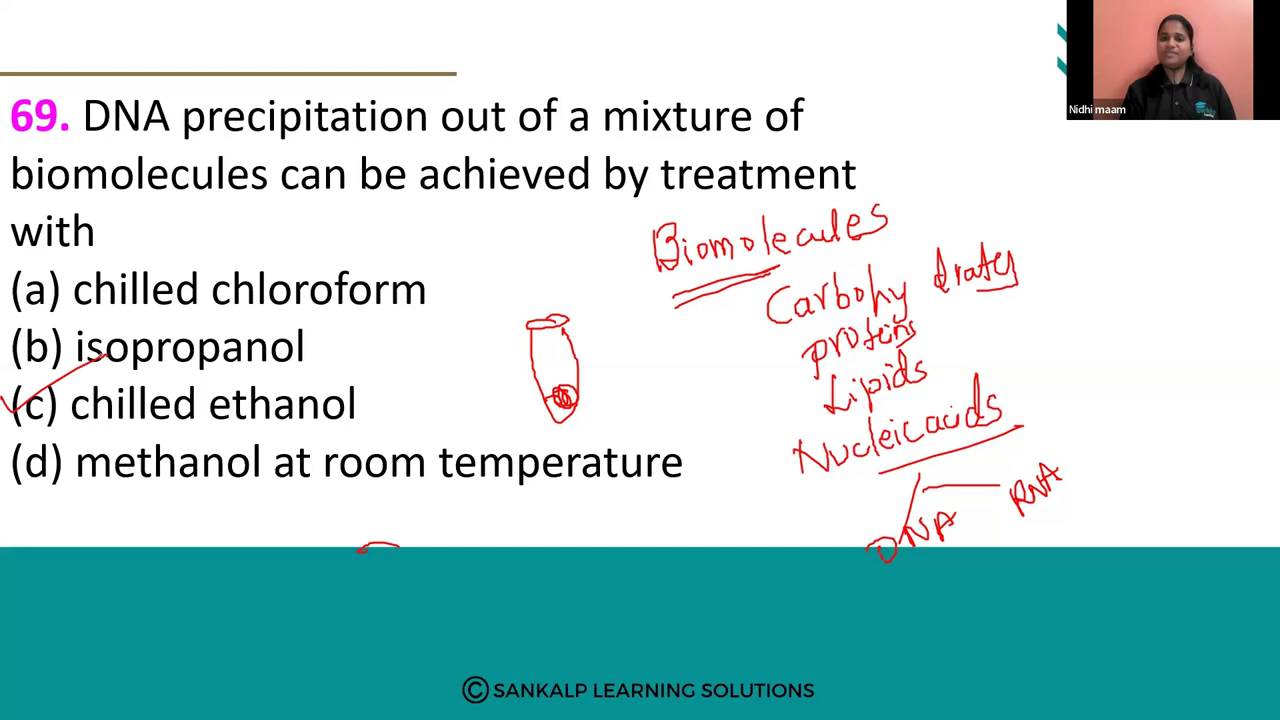 69. DNA precipitation out of a mixture of
biomolecules can be achieved by treatment
with
(a) chilled chloroform
(b) isopropanol
(c) chilled ethanol
(d) methanol at room temperature
Biomolecules
Carbohydrates
proteins
Lipids
Nucleic acids
DNA RNA
Nidhi maam
© SANKALP LEARNING SOLUTIONS